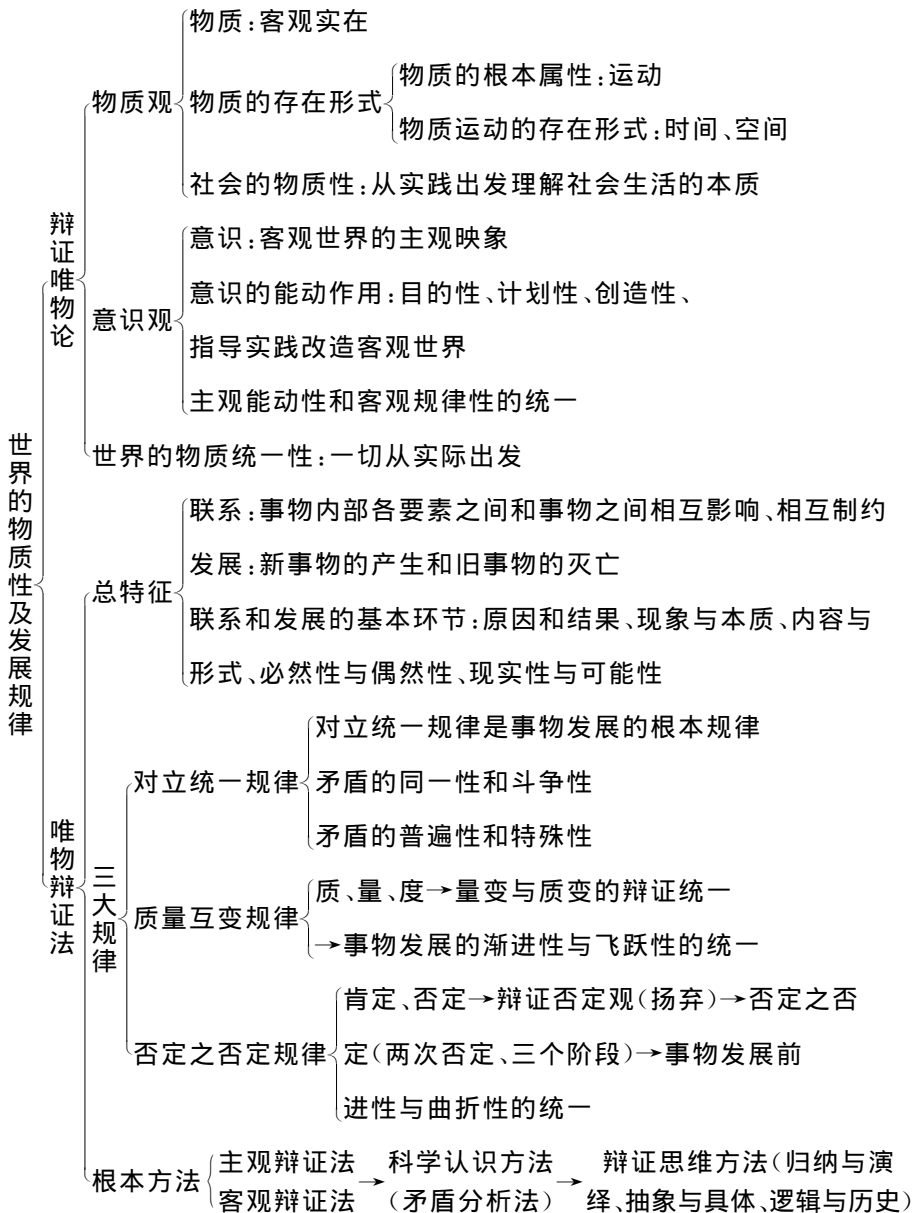 世界的物质性及发展规律
辩证唯物论
物质观
物质:客观实在
物质的存在形式
物质的根本属性:运动
物质运动的存在形式:时间、空间
社会的物质性:从实践出发理解社会生活的本质
意识观
意识:客观世界的主观映象
意识的能动作用:目的性、计划性、创造性、
指导实践改造客观世界
主观能动性和客观规律性的统一
世界的物质统一性:一切从实际出发
唯物辩证法
总特征
联系:事物内部各要素之间和事物之间相互影响、相互制约
发展:新事物的产生和旧事物的灭亡
联系和发展的基本环节:原因和结果、现象与本质、内容与
形式、必然性与偶然性、现实性与可能性
三大规律
对立统一规律
对立统一规律是事物发展的根本规律
矛盾的同一性和斗争性
矛盾的普遍性和特殊性
质量互变规律
质、量、度→量变与质变的辩证统一
→事物发展的渐进性与飞跃性的统一
否定之否定规律
肯定、否定→辩证否定观(扬弃)→否定之否
定(两次否定、三个阶段)→事物发展前
进性与曲折性的统一
根本方法
主观辩证法
客观辩证法
→
科学认识方法
(矛盾分析法)
→
辩证思维方法(归纳与演
绎、抽象与具体、逻辑与历史)